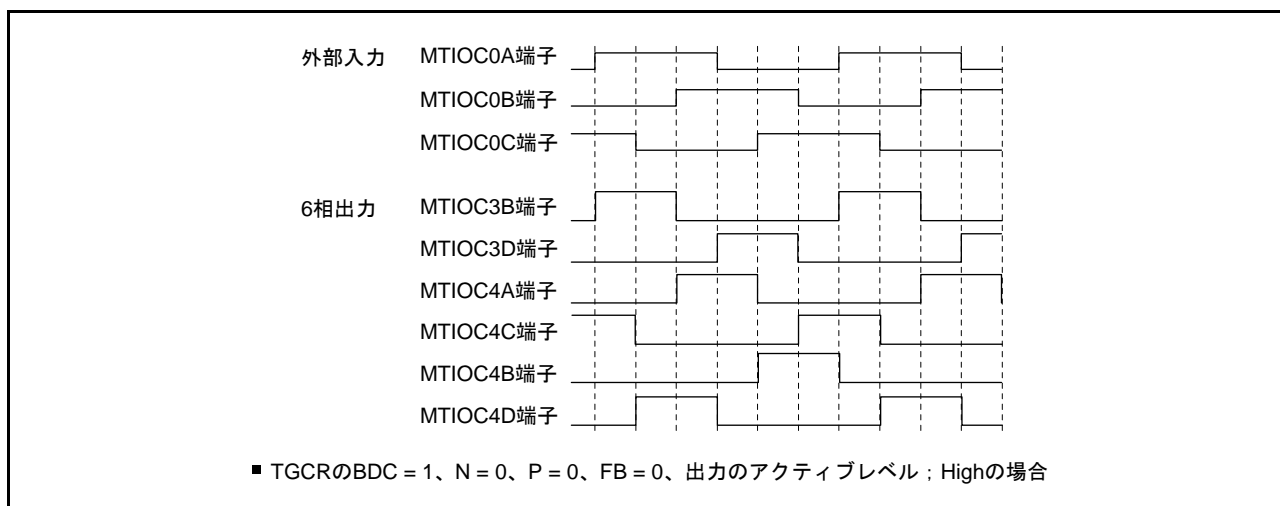 外部入力 MTIOC0A端子
MTIOC0B端子
MTIOC0C端子
6相出力 MTIOC3B端子
MTIOC3D端子
MTIOC4A端子
MTIOC4C端子
MTIOC4B端子
MTIOC4D端子
■ TGCRのBDC = 1、N = 0、P = 0、FB = 0、出力のアクティブレベル ; Highの場合